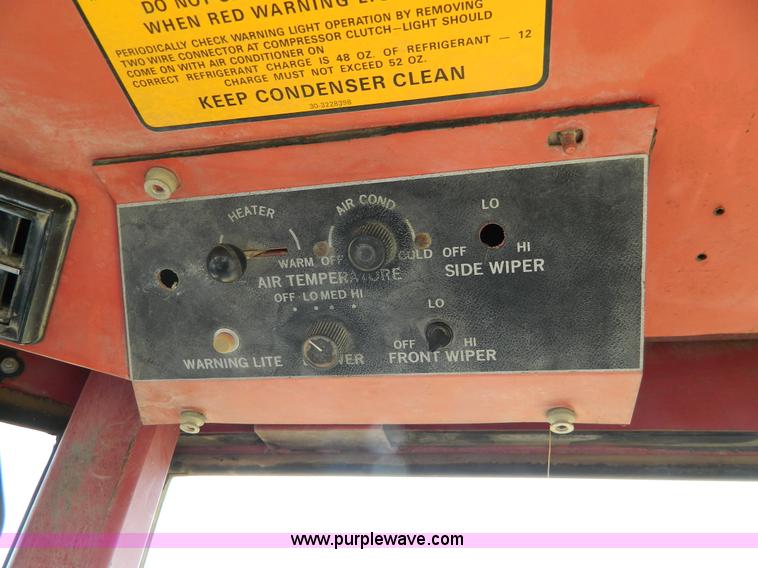 WHEN RED WARNING
PERIODICALLY CHECK WARNING LIGHT OPERATION BY REMOVING
TWO WIRE CONNECTOR AT COMPRESSOR CLUTCH—LIGHT SHOULD
COME ON WITH AIR CONDITIONER ON
CORRECT REFRIGERANT CHARGE IS 48 OZ. OF REFRIGERANT — 12
CHARGE MUST NOT EXCEED 52 OZ.
KEEP CONDENSER CLEAN
30-3228398
HEATER
AIR COND
LO
WARM OFF COLD OFF HI
AIR TEMPERATURE
SIDE WIPER
OFF LO MED HI
LO
OFF HI
WARNING LITE
FRONT WIPER
www.purplewave.com